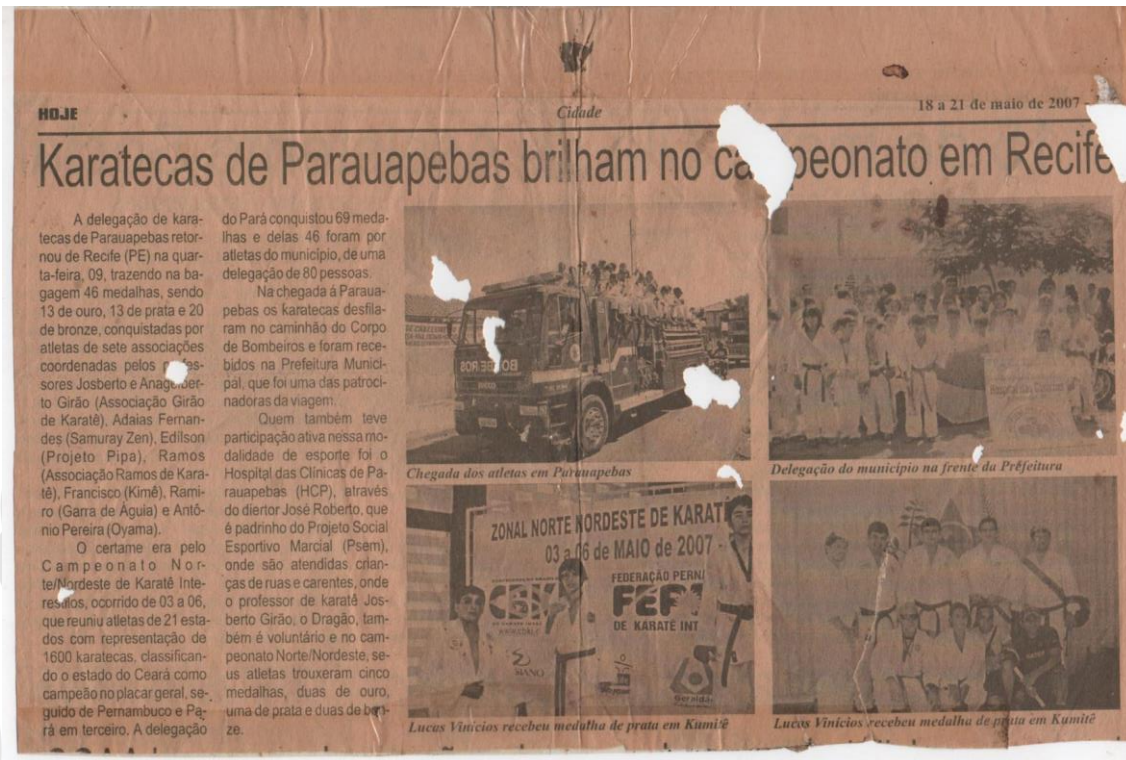 HOJE
Cidade
18 a 21 de maio de 2007
Karatecas de Parauapebas brilham no campeonato em Recife
A delegação de kara-
tecas de Parauapebas retor-
nou de Recife (PE) na quar-
ta-feira, 09, trazendo na ba-
gagem 46 medalhas, sendo
13 de ouro, 13 de prata e 20
de bronze, conquistadas por
atletas de sete associações
coordenadas pelos profes-
sores Josberto e Anagelber-
to Girão (Associação Girão
de Karatê), Adaias Fernan-
des (Samuray Zen), Edílson
(Projeto Pipa), Ramos
(Associação Ramos de Kara-
tê), Francisco (Kimê), Rami-
ro (Garra de Águia) e Antô-
nio Pereira (Oyama).
O certame era pelo
Campeonato Nor-
te/Nordeste de Karatê Inte-
restilos, ocorrido de 03 a 06,
que reuniu atletas de 21 esta-
dos com representação de
1600 karatecas, classifican-
do o estado do Ceará como
campeão no placar geral, se-
guido de Pernambuco e Pa-
rá em terceiro. A delegação
do Pará conquistou 69 meda-
lhas e delas 46 foram por
atletas do município, de uma
delegação de 80 pessoas.
Na chegada á Paraua-
pebas os karatecas desfila-
ram no caminhão do Corpo
de Bombeiros e foram rece-
bidos na Prefeitura Munici-
pal, que foi uma das patroci-
nadoras da viagem.
Quem também teve
participação ativa nessa mo-
dalidade de esporte foi o
Hospital das Clínicas de Pa-
rauapebas (HCP), através
do diertor José Roberto, que
é padrinho do Projeto Social
Esportivo Marcial (Psem),
onde são atendidas crian-
ças de ruas e carentes, onde
o professor de karatê Jos-
berto Girão, o Dragão, tam-
bém é voluntário e no cam-
peonato Norte/Nordeste, se-
us atletas trouxeram cinco
medalhas, duas de ouro,
uma de prata e duas de bron-
ze.
Chegada dos atletas em Parauapebas
Delegação do município na frente da Prefeitura
ZONAL NORTE NORDESTE DE KARAT
03 a 06 de MAIO de 2007 -
FEDERAÇÃO PERN
DE KARATÊ INT
Lucas Vinícios recebeu medalha de prata em Kumitê
Lucas Vinícios recebeu medalha de prata em Kumitê